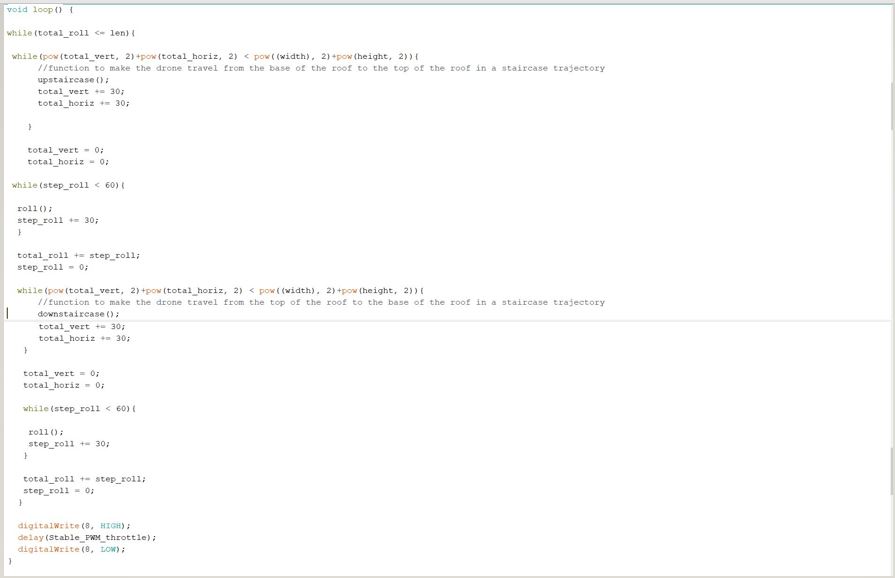 void loop() {
while(total_roll <= len){
while(pow(total_vert, 2)+pow(total_horiz, 2) < pow((width), 2)+pow(height, 2)){
//function to make the drone travel from the base of the roof to the top of the roof in a staircase trajectory
upstaircase();
total_vert += 30;
total_horiz += 30;
}
total_vert = 0;
total_horiz = 0;
while(step_roll < 60){
roll();
step_roll += 30;
}
total_roll += step_roll;
step_roll = 0;
while(pow(total_vert, 2)+pow(total_horiz, 2) < pow((width), 2)+pow(height, 2)){
//function to make the drone travel from the top of the roof to the base of the roof in a staircase trajectory
downstaircase();
total_vert += 30;
total_horiz += 30;
}
total_vert = 0;
total_horiz = 0;
while(step_roll < 60){
roll();
step_roll += 30;
}
total_roll += step_roll;
step_roll = 0;
}
digitalWrite(8, HIGH);
delay(Stable_PWM_throttle);
digitalWrite(8, LOW);
}